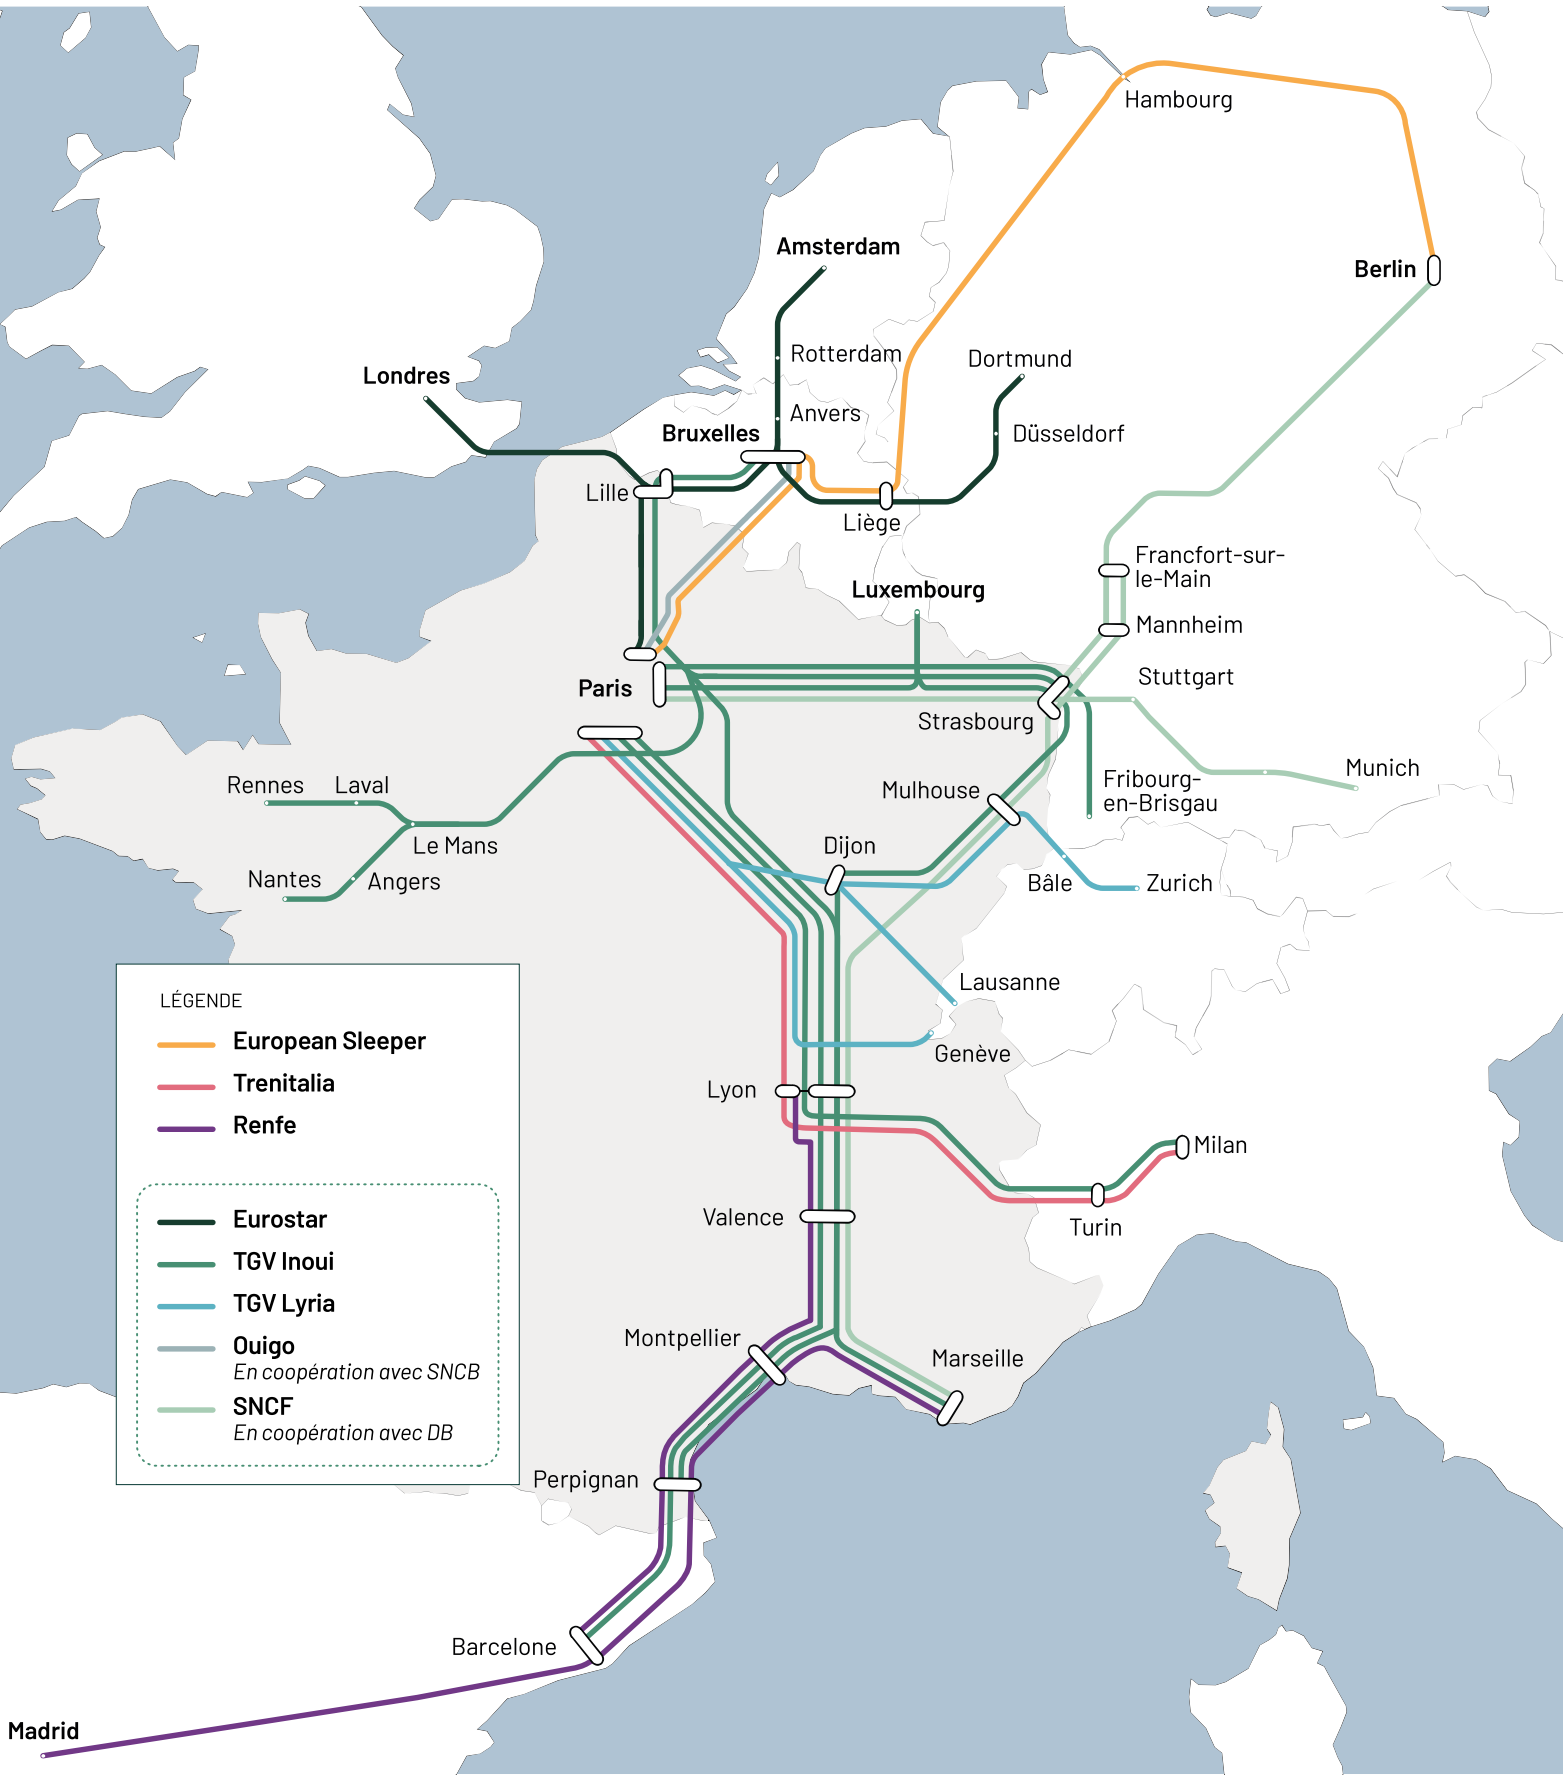 Hambourg
Amsterdam
Berlin
Rotterdam
Dortmund
Londres
Anvers
Bruxelles
Düsseldorf
Lille
Liège
Francfort-sur-
le-Main
Luxembourg
Mannheim
Stuttgart
Paris
Strasbourg
Munich
Rennes
Laval
Mulhouse
Fribourg-
en-Brisgau
Le Mans
Dijon
Nantes
Angers
Bâle
Zurich
Lausanne
Genève
LÉGENDE
European Sleeper
Trenitalia
Renfe
Eurostar
TGV Inoui
TGV Lyria
Ouigo
En coopération avec SNCB
SNCF
En coopération avec DB
Lyon
Milan
Valence
Turin
Montpellier
Marseille
Perpignan
Barcelone
Madrid